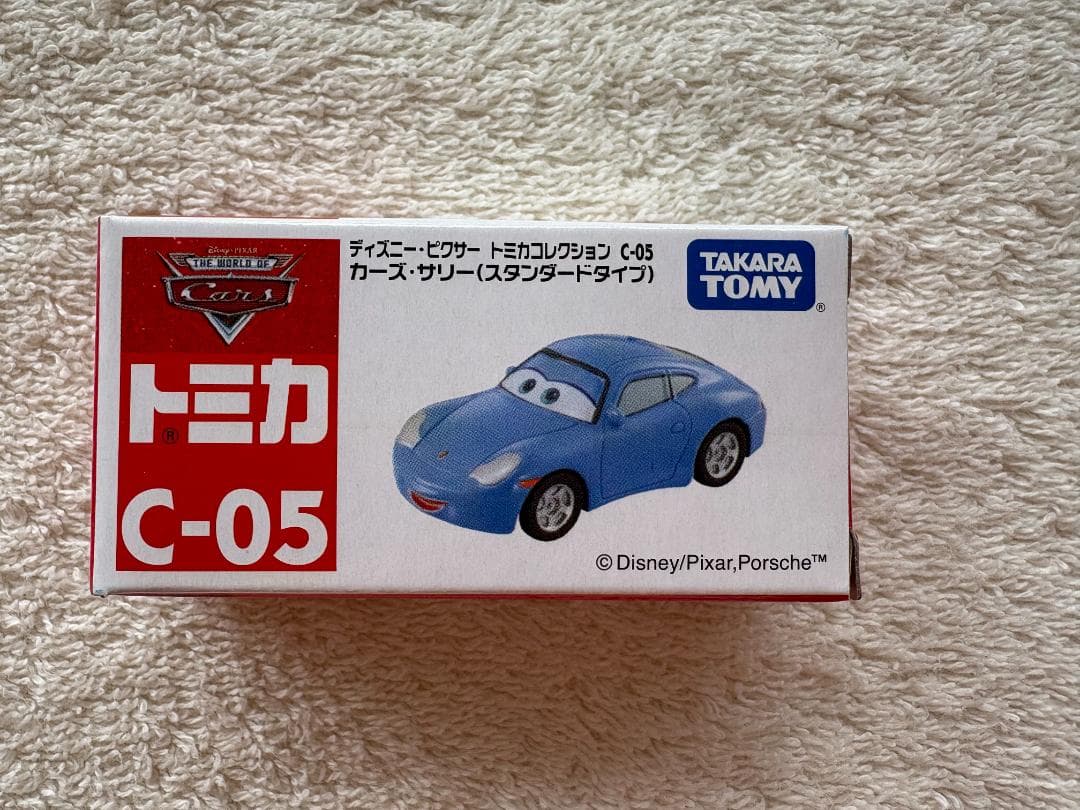 Disney・PIXAR
THE WORLD OF
Cars
トミカ®
C-05
ディズニー・ピクサー トミカコレクション C-05
カーズ・サリー(スタンダードタイプ)
TAKARA
TOMY®
©Disney/Pixar,Porsche™